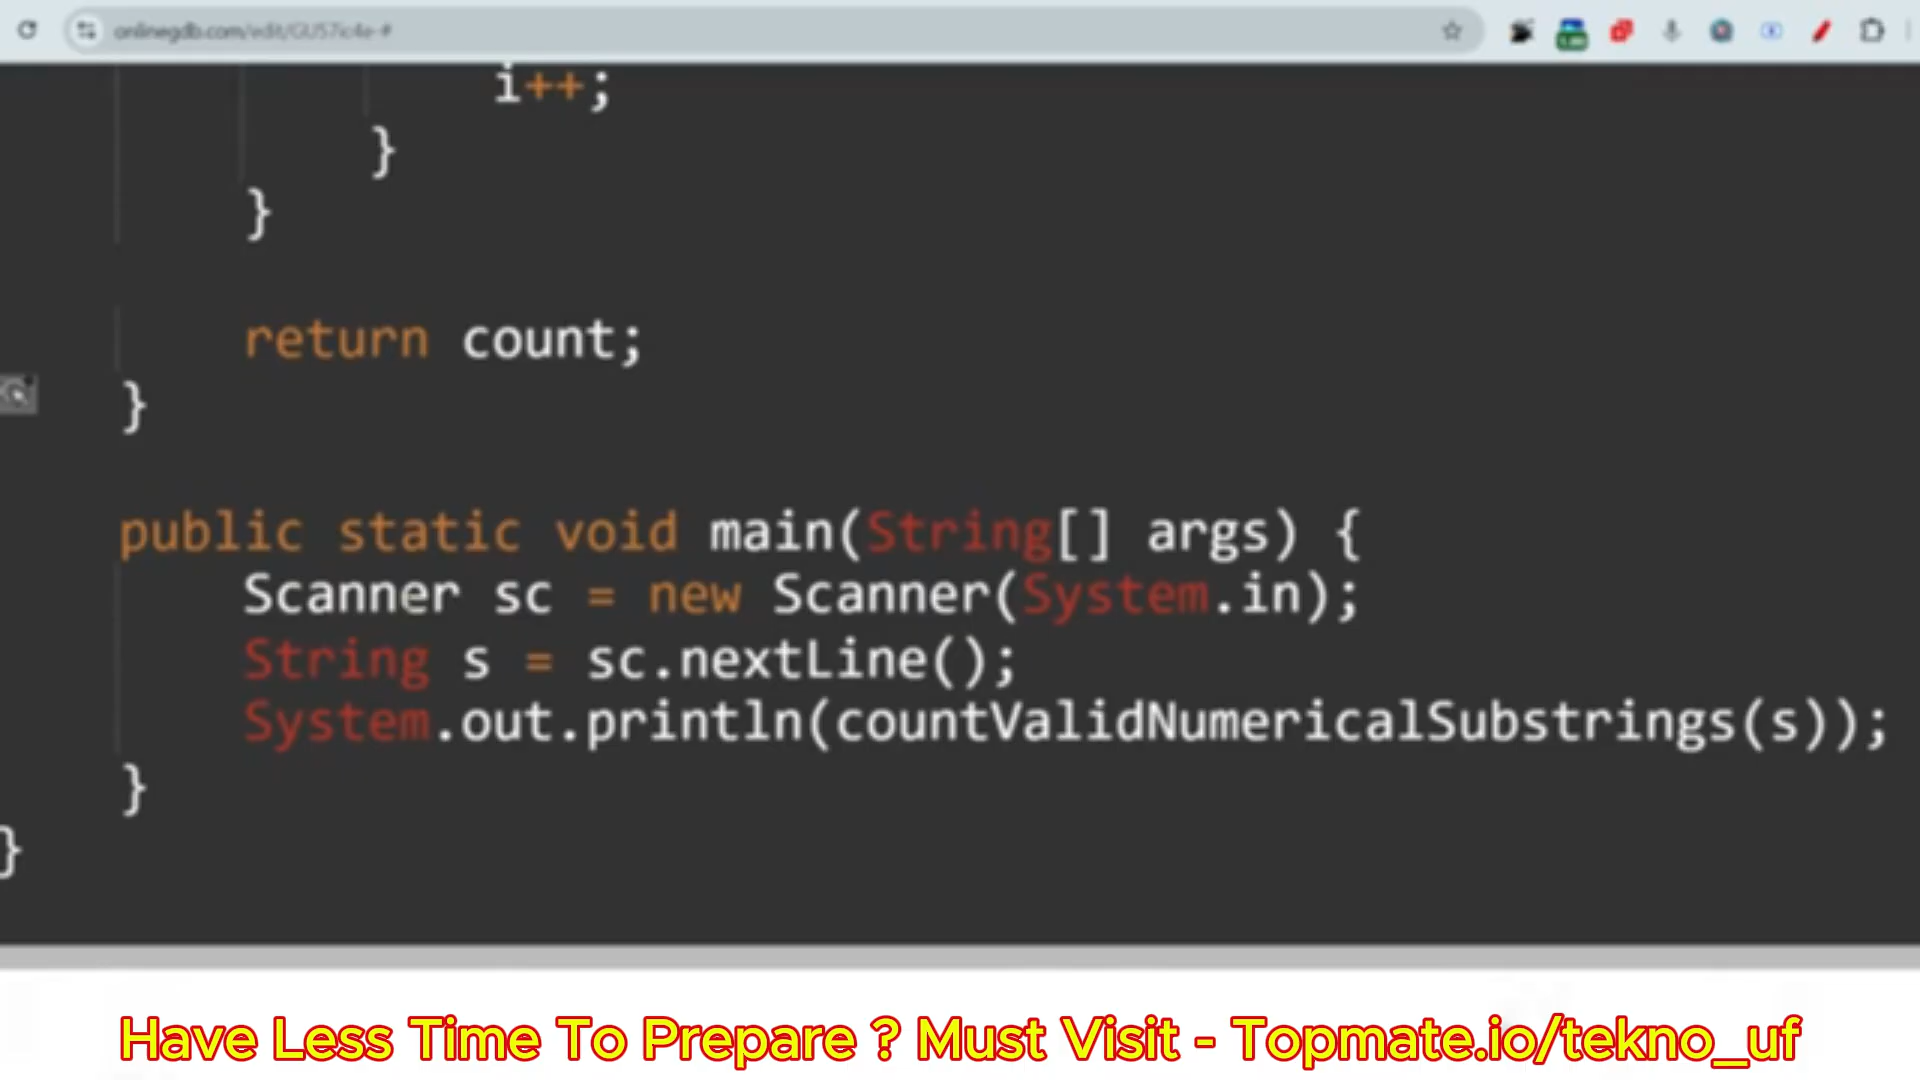 i++;
}
}
return count;
}
public static void main(String[] args) {
Scanner sc = new Scanner(System.in);
String s = sc.nextLine();
System.out.println(countValidNumericalSubstrings(s));
}
}
Have Less Time To Prepare ? Must Visit - Topmate.io/tekno_uf